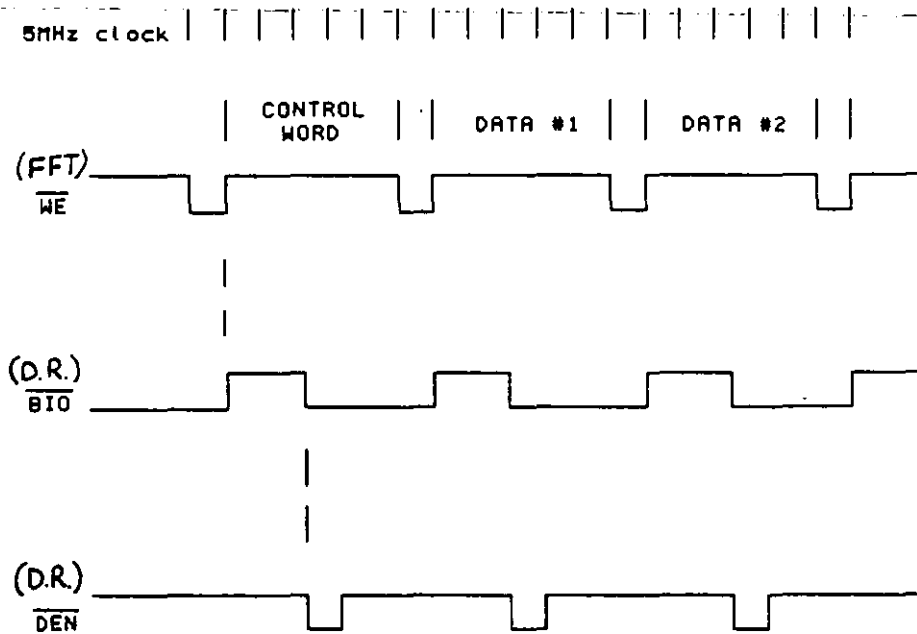 5MHz clock
CONTROL
WORD
DATA #1
DATA #2
(FFT)
WE
(D.R.)
BIO
(D.R.)
DEN